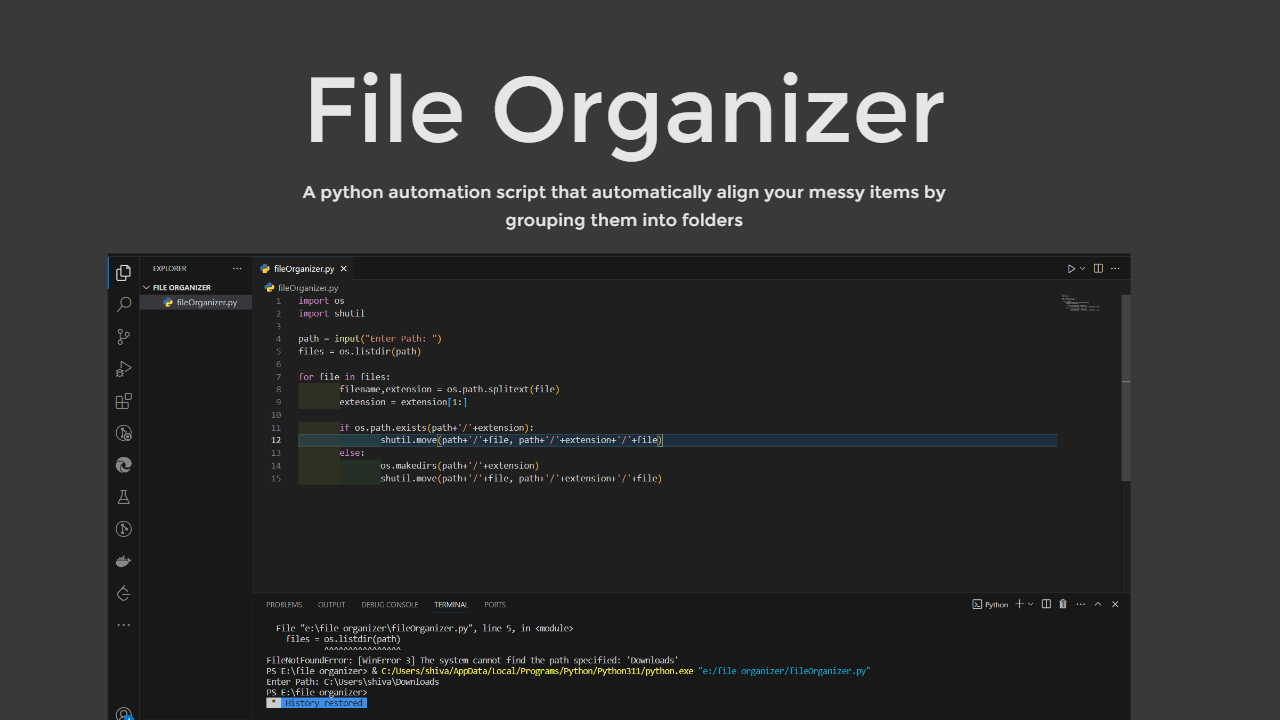 File Organizer
A python automation script that automatically align your messy items by
grouping them into folders
EXPLORER
FILE ORGANIZER
fileOrganizer.py
fileOrganizer.py
fileOrganizer.py
1 import os
2 import shutil
3
4 path = input("Enter Path: ")
5 files = os.listdir(path)
6
7 for file in files:
8 filename,extension = os.path.splitext(file)
9 extension = extension[1:]
10
11 if os.path.exists(path+'/'+extension):
12 shutil.move(path+'/'+file, path+'/'+extension+'/'+file)
13 else:
14 os.makedirs(path+'/'+extension)
15 shutil.move(path+'/'+file, path+'/'+extension+'/'+file)
PROBLEMS OUTPUT DEBUG CONSOLE TERMINAL PORTS
Python
File "e:\file organizer\fileOrganizer.py", line 5, in <module>
files = os.listdir(path)
^^^^^^^^^^^^^^^^
FileNotFoundError: [WinError 3] The system cannot find the path specified: 'Downloads'
PS E:\file organizer> & C:/Users/shiva/AppData/Local/Programs/Python/Python311/python.exe "e:/file organizer/fileOrganizer.py"
Enter Path: C:\Users\shiva\Downloads
PS E:\file organizer>
* History restored